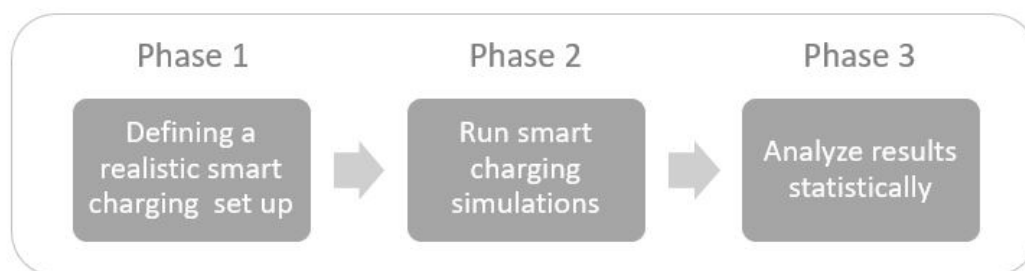 Phase 1
Phase 2
Phase 3
Defining a
realistic smart
charging set up
Run smart
charging
simulations
Analyze results
statistically